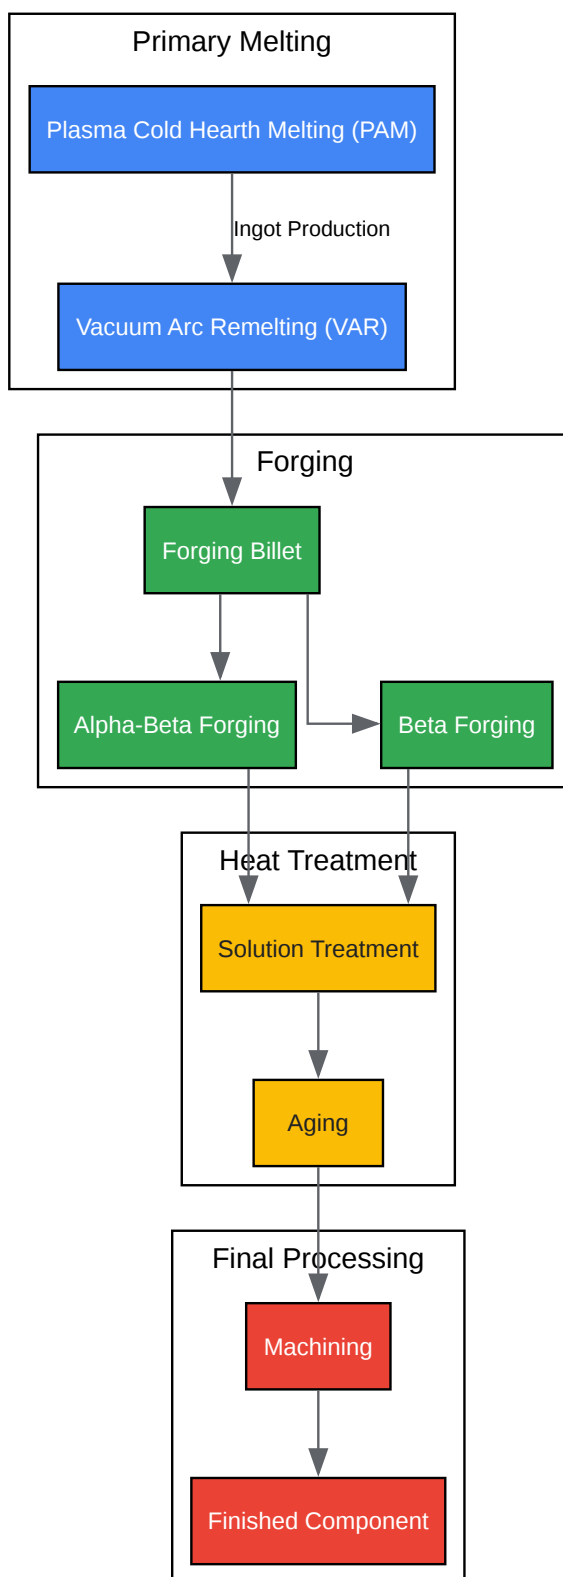 Primary Melting
Plasma Cold Hearth Melting (PAM)
Ingot Production
Vacuum Arc Remelting (VAR)
Forging
Forging Billet
Alpha-Beta Forging
Beta Forging
Heat Treatment
Solution Treatment
Aging
Final Processing
Machining
Finished Component